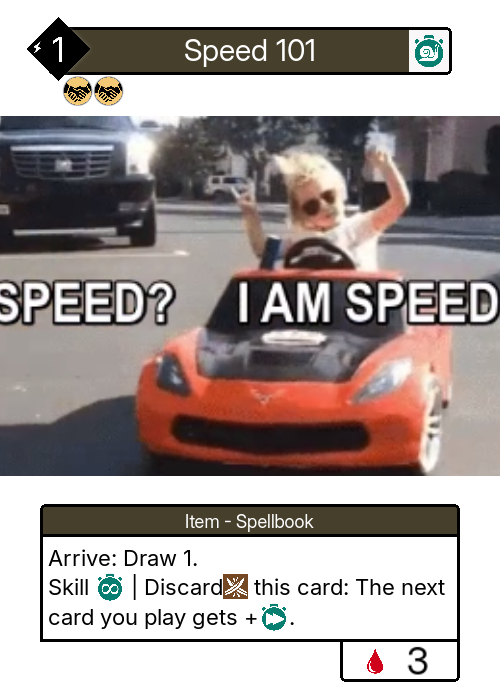 1
Speed 101
SPEED? I AM SPEED
Item - Spellbook
Arrive: Draw 1.
Skill | Discard this card: The next
card you play gets + .
3